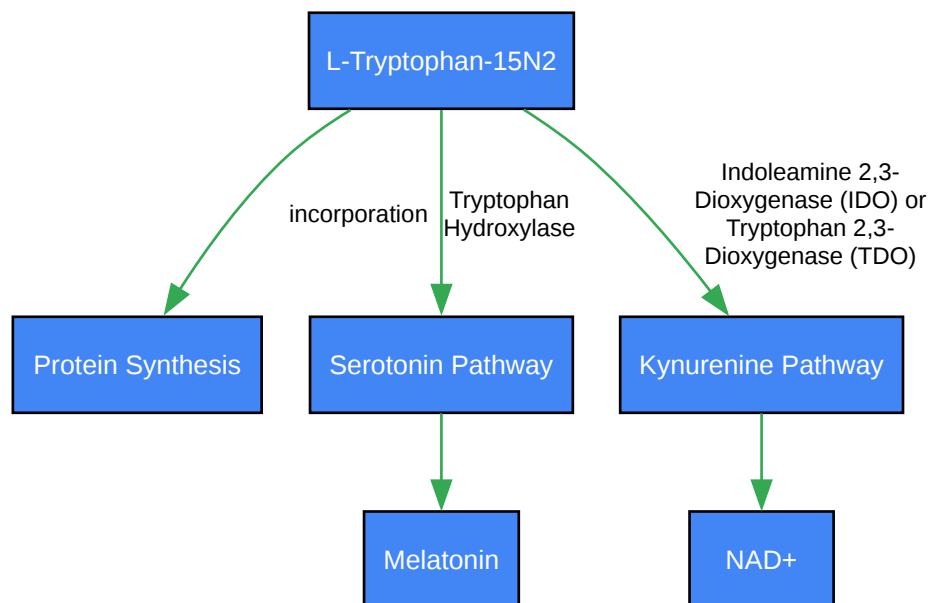 L-Tryptophan-15N2
incorporation
Tryptophan
Hydroxylase
Indoleamine 2,3-
Dioxygenase (IDO) or
Tryptophan 2,3-
Dioxygenase (TDO)
Protein Synthesis
Serotonin Pathway
Kynurenine Pathway
Melatonin
NAD+